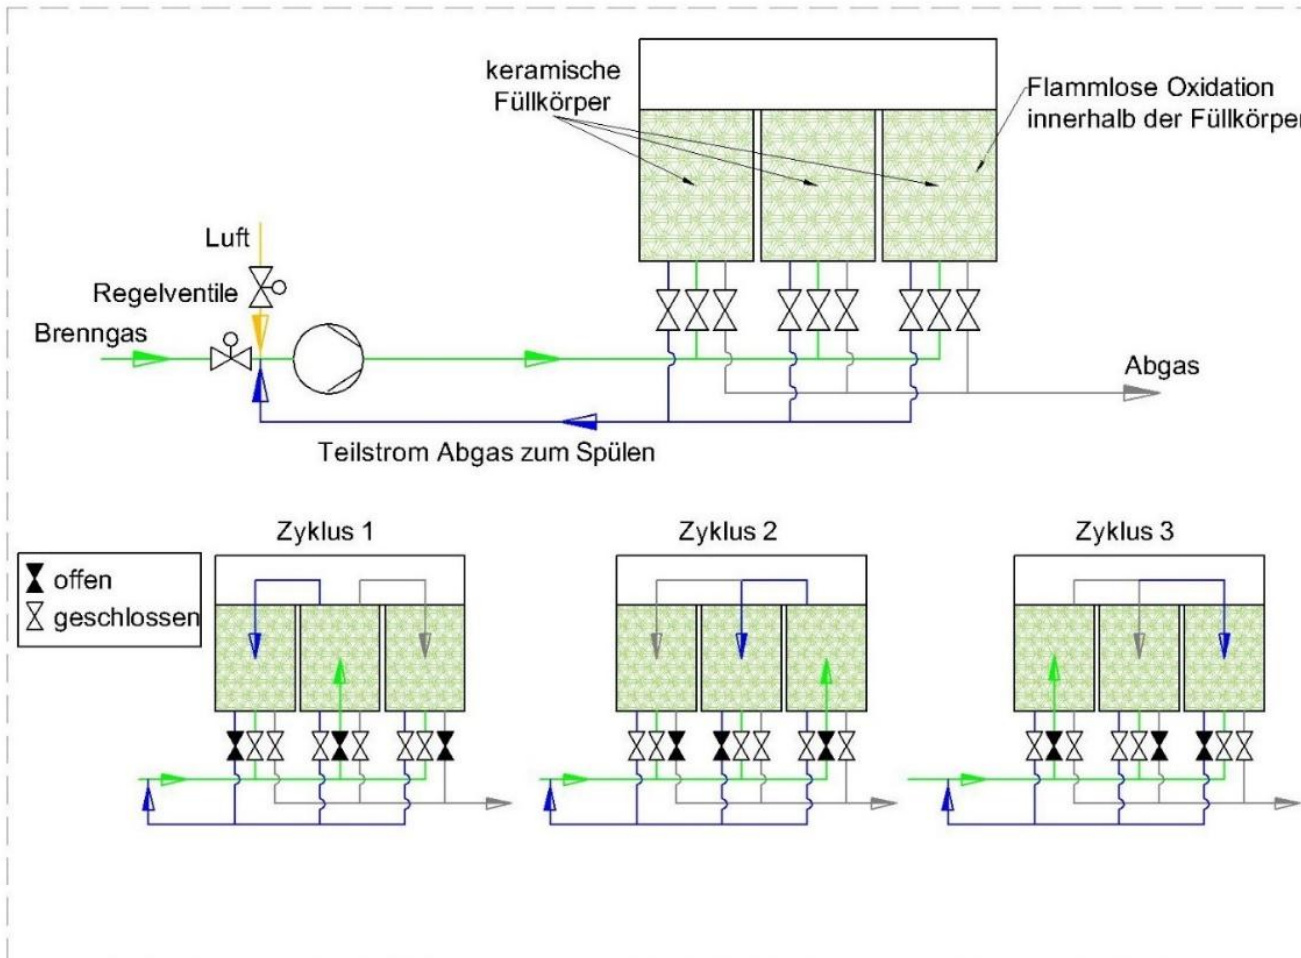 keramische
Füllkörper
Flammlose Oxidation
innerhalb der Füllkörper
Luft
Regelventile
Brenngas
Abgas
Teilstrom Abgas zum Spülen
Zyklus 1
Zyklus 2
Zyklus 3
offen
geschlossen